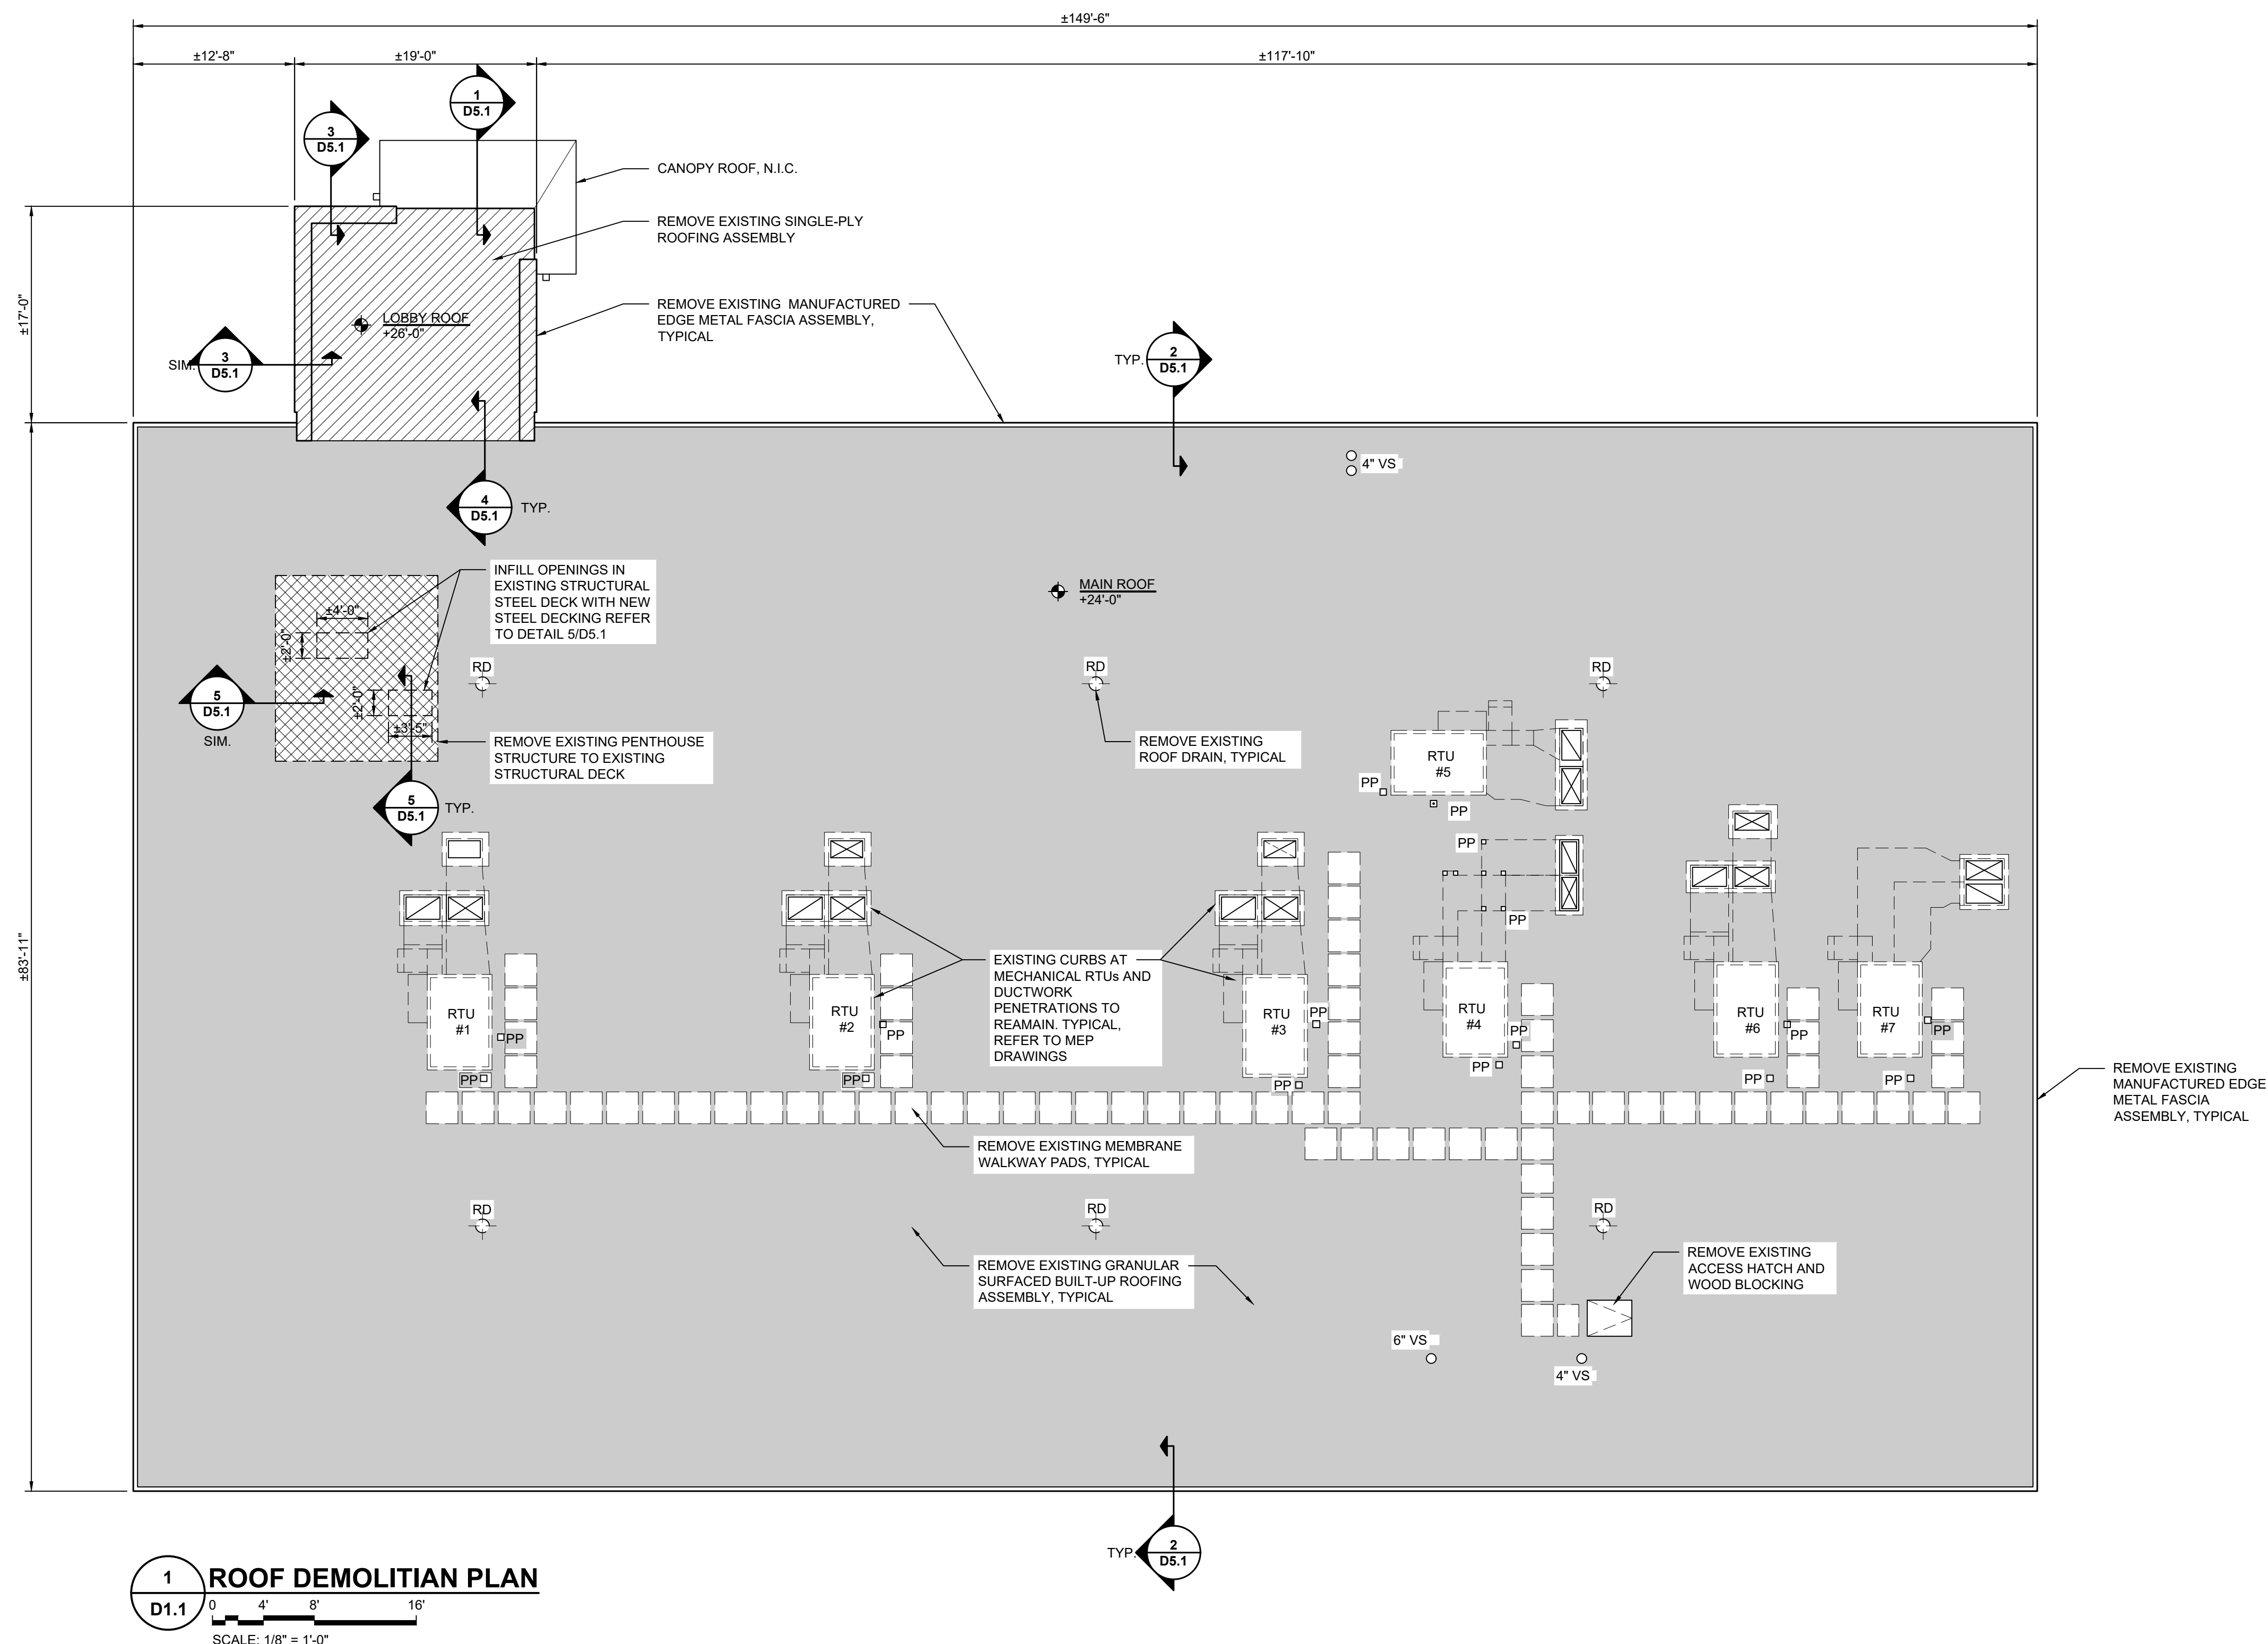 ±149'-6"
±12'-8"
±19'-0"
±117'-10"
1
D5.1
3
D5.1
CANOPY ROOF, N.I.C.
REMOVE EXISTING SINGLE-PLY
ROOFING ASSEMBLY
±17'-0"
REMOVE EXISTING MANUFACTURED
EDGE METAL FASCIA ASSEMBLY,
TYPICAL
LOBBY ROOF
+26'-0"
SIM.
3
D5.1
TYP.
2
D5.1
4" VS
4
D5.1
TYP.
INFILL OPENINGS IN
EXISTING STRUCTURAL
STEEL DECK WITH NEW
STEEL DECKING REFER
TO DETAIL 5/D5.1
MAIN ROOF
+24'-0"
±4'-0"
±2'-0"
RD
RD
RD
5
D5.1
SIM.
±2'-0"
±3'-5"
REMOVE EXISTING PENTHOUSE
STRUCTURE TO EXISTING
STRUCTURAL DECK
REMOVE EXISTING
ROOF DRAIN, TYPICAL
RTU
#5
PP
PP
5
D5.1
TYP.
PP
PP
±83'-11"
EXISTING CURBS AT
MECHANICAL RTUs AND
DUCTWORK
PENETRATIONS TO
REAMAIN. TYPICAL,
REFER TO MEP
DRAWINGS
RTU
#1
PP
PP
RTU
#2
PP
PP
RTU
#3
PP
PP
RTU
#4
PP
PP
RTU
#6
PP
PP
RTU
#7
PP
PP
REMOVE EXISTING
MANUFACTURED EDGE
METAL FASCIA
ASSEMBLY, TYPICAL
REMOVE EXISTING MEMBRANE
WALKWAY PADS, TYPICAL
RD
RD
RD
REMOVE EXISTING GRANULAR
SURFACED BUILT-UP ROOFING
ASSEMBLY, TYPICAL
REMOVE EXISTING
ACCESS HATCH AND
WOOD BLOCKING
6" VS
4" VS
TYP.
2
D5.1
1
D1.1
ROOF DEMOLITIAN PLAN
0 4' 8' 16'
SCALE: 1/8" = 1'-0"